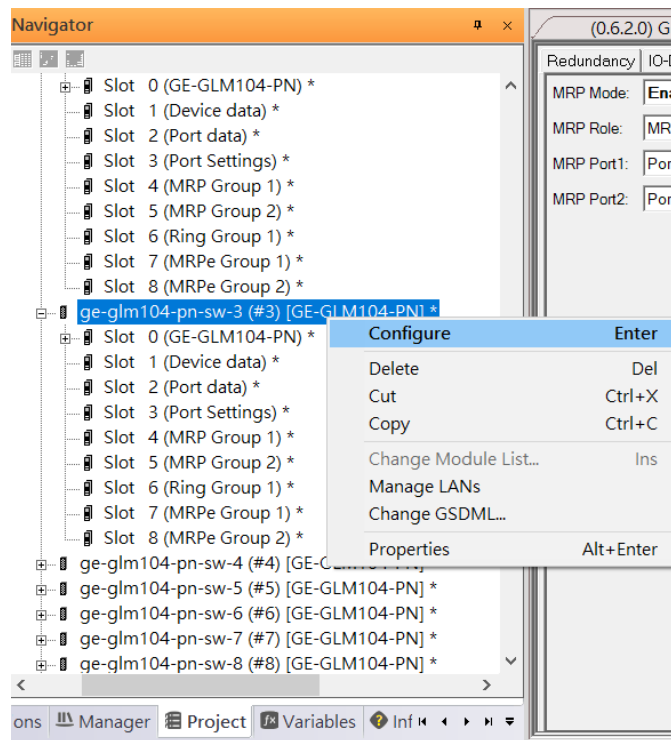 Navigator
Slot 0 (GE-GLM104-PN) *
Slot 1 (Device data) *
Slot 2 (Port data) *
Slot 3 (Port Settings) *
Slot 4 (MRP Group 1) *
Slot 5 (MRP Group 2) *
Slot 6 (Ring Group 1) *
Slot 7 (MRPe Group 1) *
Slot 8 (MRPe Group 2) *
ge-glm104-pn-sw-3 (#3) [GE-GLM104-PN] *
Slot 0 (GE-GLM104-PN) *
Slot 1 (Device data) *
Slot 2 (Port data) *
Slot 3 (Port Settings) *
Slot 4 (MRP Group 1) *
Slot 5 (MRP Group 2) *
Slot 6 (Ring Group 1) *
Slot 7 (MRPe Group 1) *
Slot 8 (MRPe Group 2) *
ge-glm104-pn-sw-4 (#4) [GE-GLM104-PN] *
ge-glm104-pn-sw-5 (#5) [GE-GLM104-PN] *
ge-glm104-pn-sw-6 (#6) [GE-GLM104-PN] *
ge-glm104-pn-sw-7 (#7) [GE-GLM104-PN] *
ge-glm104-pn-sw-8 (#8) [GE-GLM104-PN] *
Configure Enter
Delete Del
Cut Ctrl+X
Copy Ctrl+C
Change Module List... Ins
Manage LANs
Change GSDML...
Properties Alt+Enter
ons Manager Project Variables Inf
(0.6.2.0) G
Redundancy IO-
MRP Mode: Ena
MRP Role: MR
MRP Port1: Por
MRP Port2: Por